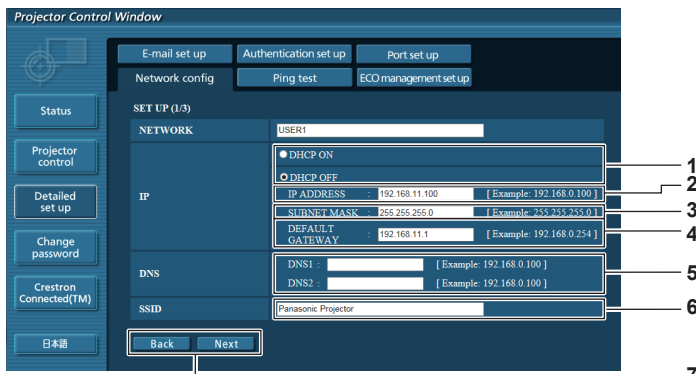 Projector Control Window
E-mail set up
Authentication set up
Port set up
Network config
Ping test
ECO management set up
Status
Projector
control
Detailed
set up
Change
password
Crestron
Connected(TM)
日本語
SET UP (1/3)
NETWORK USER1
IP
DHCP ON
DHCP OFF
IP ADDRESS : 192.168.11.100 [ Example: 192.168.0.100 ]
SUBNET MASK : 255.255.255.0 [ Example: 255.255.255.0 ]
DEFAULT
GATEWAY : 192.168.11.1 [ Example: 192.168.0.254 ]
DNS
DNS1 : [ Example: 192.168.0.100 ]
DNS2 : [ Example: 192.168.0.100 ]
SSID Panasonic Projector
Back Next
1
2
3
4
5
6
7